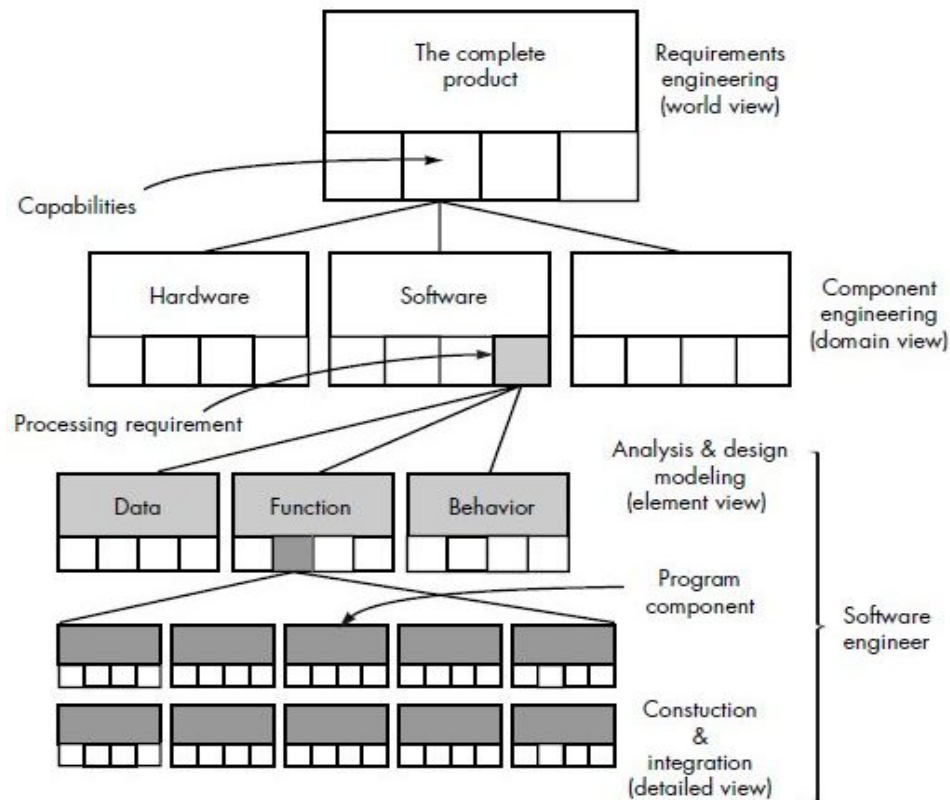 The complete
product
Requirements
engineering
(world view)
Capabilities
Hardware
Software
Component
engineering
(domain view)
Processing requirement
Analysis & design
modeling
(element view)
Data
Function
Behavior
Program
component
Software
engineer
Constuction
&
integration
(detailed view)